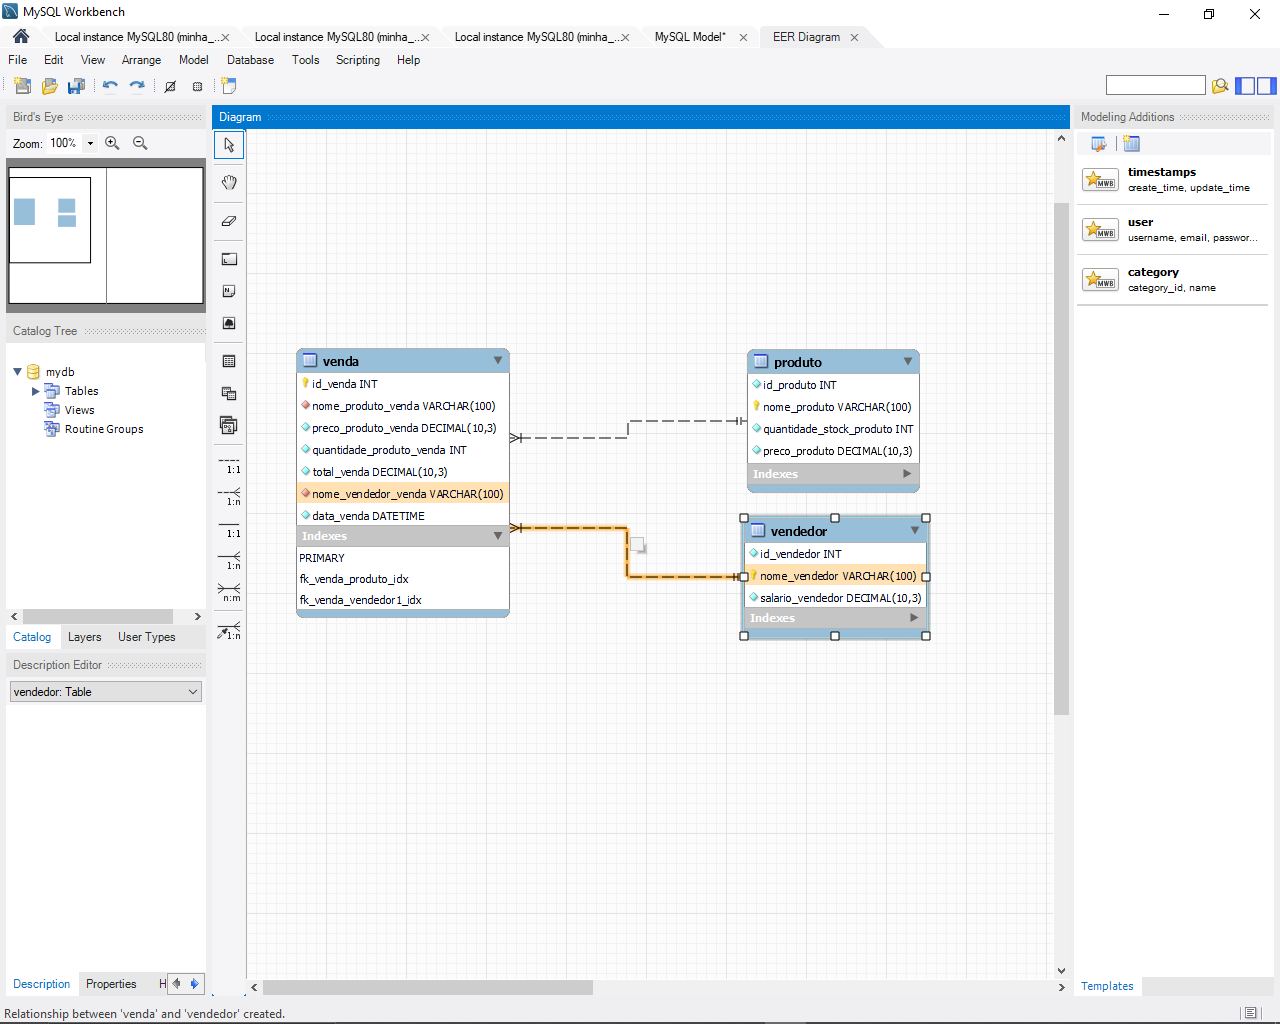 MySQL Workbench
Local instance MySQL80 (minha_...
Local instance MySQL80 (minha_...
Local instance MySQL80 (minha_...
MySQL Model*
EER Diagram
File Edit View Arrange Model Database Tools Scripting Help
Bird's Eye
Zoom: 100%
Catalog Tree
mydb
Tables
Views
Routine Groups
Catalog Layers User Types
Description Editor
vendedor: Table
Description Properties H
Diagram
1:1
1:n
1:1
1:n
n:m
1:n
venda
id_venda INT
nome_produto_venda VARCHAR(100)
preco_produto_venda DECIMAL(10,3)
quantidade_produto_venda INT
total_venda DECIMAL(10,3)
nome_vendedor_venda VARCHAR(100)
data_venda DATETIME
Indexes
PRIMARY
fk_venda_produto_idx
fk_venda_vendedor1_idx
produto
id_produto INT
nome_produto VARCHAR(100)
quantidade_stock_produto INT
preco_produto DECIMAL(10,3)
Indexes
vendedor
id_vendedor INT
nome_vendedor VARCHAR(100)
salario_vendedor DECIMAL(10,3)
Indexes
Modeling Additions
MWB
timestamps
create_time, update_time
MWB
user
username, email, passwor...
MWB
category
category_id, name
Templates
Relationship between 'venda' and 'vendedor' created.